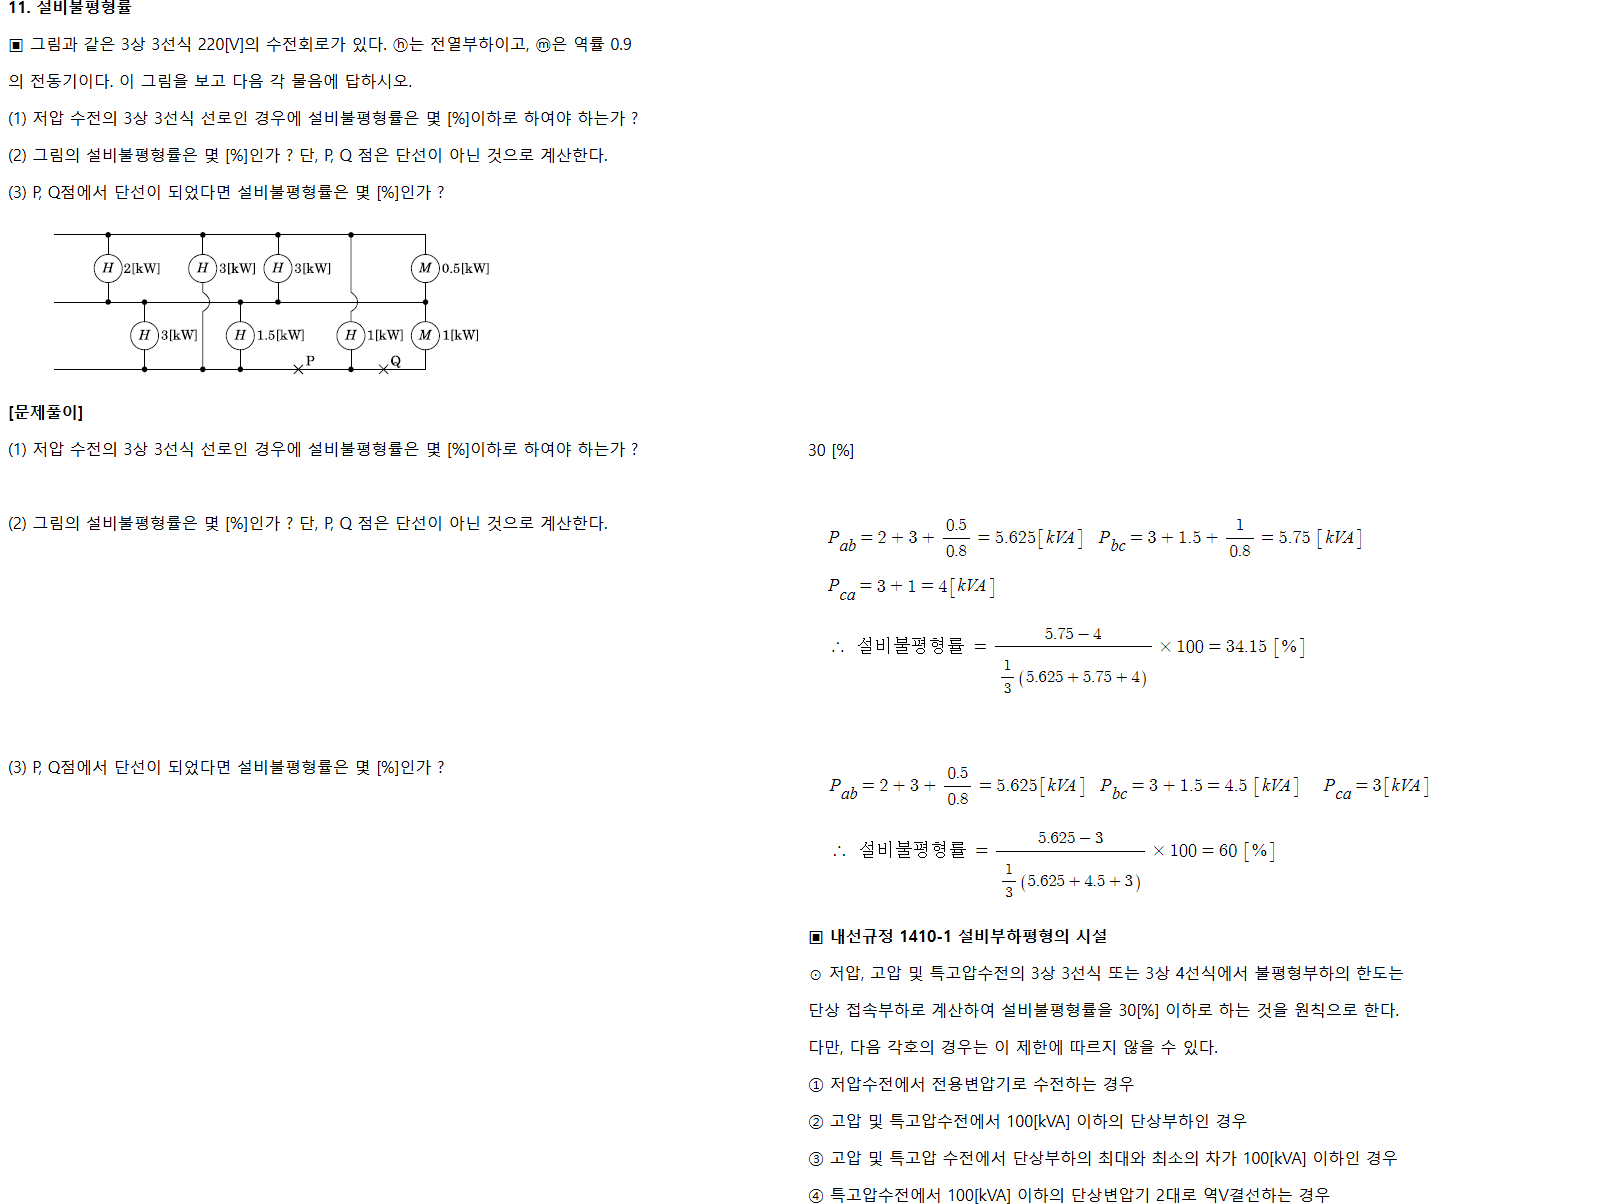 11. 설비불평형률
▣ 그림과 같은 3상 3선식 220[V]의 수전회로가 있다. ⓗ는 전열부하이고, ⓜ은 역률 0.9
의 전동기이다. 이 그림을 보고 다음 각 물음에 답하시오.
(1) 저압 수전의 3상 3선식 선로인 경우에 설비불평형률은 몇 [%]이하로 하여야 하는가 ?
(2) 그림의 설비불평형률은 몇 [%]인가 ? 단, P, Q 점은 단선이 아닌 것으로 계산한다.
(3) P, Q점에서 단선이 되었다면 설비불평형률은 몇 [%]인가 ?
H 2[kW] H 3[kW] H 3[kW] M 0.5[kW]
H 3[kW] H 1.5[kW] H 1[kW] M 1[kW]
P Q
[문제풀이]
(1) 저압 수전의 3상 3선식 선로인 경우에 설비불평형률은 몇 [%]이하로 하여야 하는가 ?
30 [%]
(2) 그림의 설비불평형률은 몇 [%]인가 ? 단, P, Q 점은 단선이 아닌 것으로 계산한다.
P_ab = 2 + 3 + 0.5/0.8 = 5.625[kVA] P_bc = 3 + 1.5 + 1/0.8 = 5.75 [kVA]
P_ca = 3 + 1 = 4[kVA]
∴ 설비불평형률 = (5.75 − 4)/(1/3 (5.625 + 5.75 + 4)) × 100 = 34.15 [%]
(3) P, Q점에서 단선이 되었다면 설비불평형률은 몇 [%]인가 ?
P_ab = 2 + 3 + 0.5/0.8 = 5.625[kVA] P_bc = 3 + 1.5 = 4.5 [kVA] P_ca = 3[kVA]
∴ 설비불평형률 = (5.625 − 3)/(1/3 (5.625 + 4.5 + 3)) × 100 = 60 [%]
▣ 내선규정 1410-1 설비부하평형의 시설
⊙ 저압, 고압 및 특고압수전의 3상 3선식 또는 3상 4선식에서 불평형부하의 한도는
단상 접속부하로 계산하여 설비불평형률을 30[%] 이하로 하는 것을 원칙으로 한다.
다만, 다음 각호의 경우는 이 제한에 따르지 않을 수 있다.
① 저압수전에서 전용변압기로 수전하는 경우
② 고압 및 특고압수전에서 100[kVA] 이하의 단상부하인 경우
③ 고압 및 특고압 수전에서 단상부하의 최대와 최소의 차가 100[kVA] 이하인 경우
④ 특고압수전에서 100[kVA] 이하의 단상변압기 2대로 역V결선하는 경우